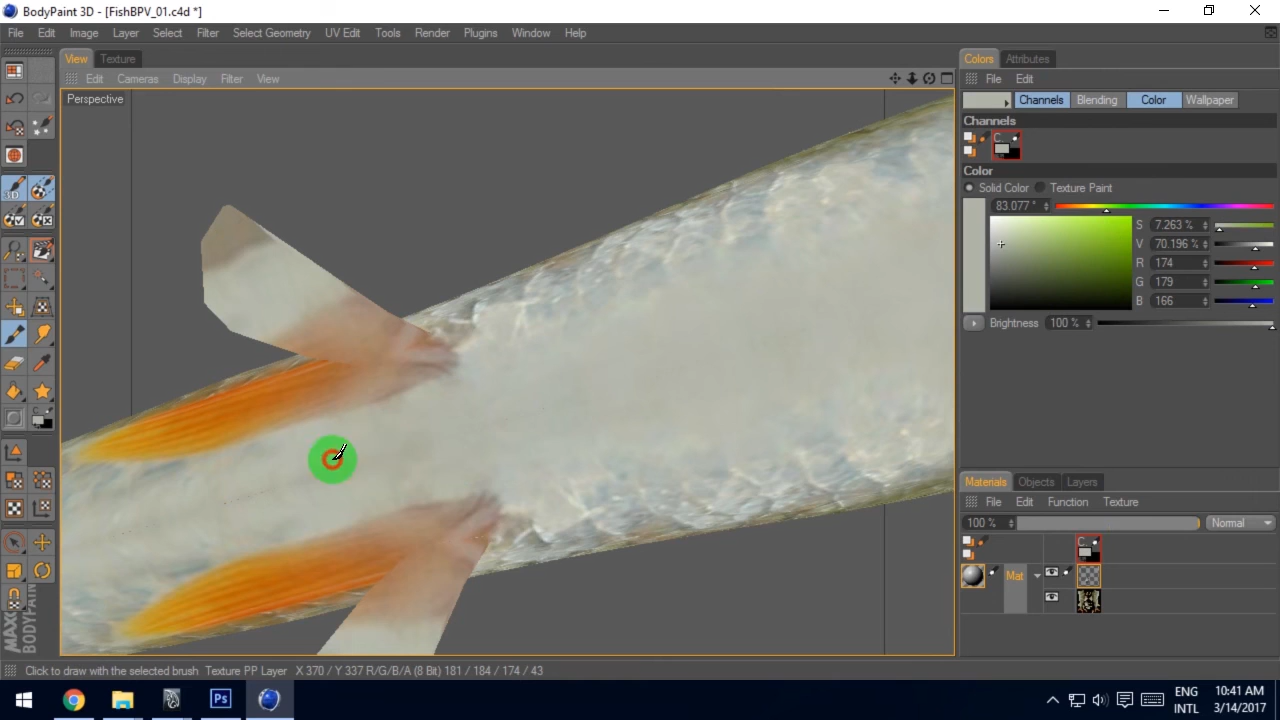 BodyPaint 3D - [FishBPV_01.c4d *]
File Edit Image Layer Select Filter Select Geometry UV Edit Tools Render Plugins Window Help
View Texture
Edit Cameras Display Filter View
Perspective
Colors Attributes
File Edit
Channels Blending Color Wallpaper
Channels
C...
Color
Solid Color Texture Paint
83.077 °
S 7.263 %
V 70.196 %
R 174
G 179
B 166
Brightness 100 %
3D
Materials Objects Layers
File Edit Function Texture
100 % Normal
C...
Mat
MAXON
BODYPAINT
Click to draw with the selected brush Texture PP Layer X 370 / Y 337 R/G/B/A (8 Bit) 181 / 184 / 174 / 43
Ps
ENG
INTL
10:41 AM
3/14/2017